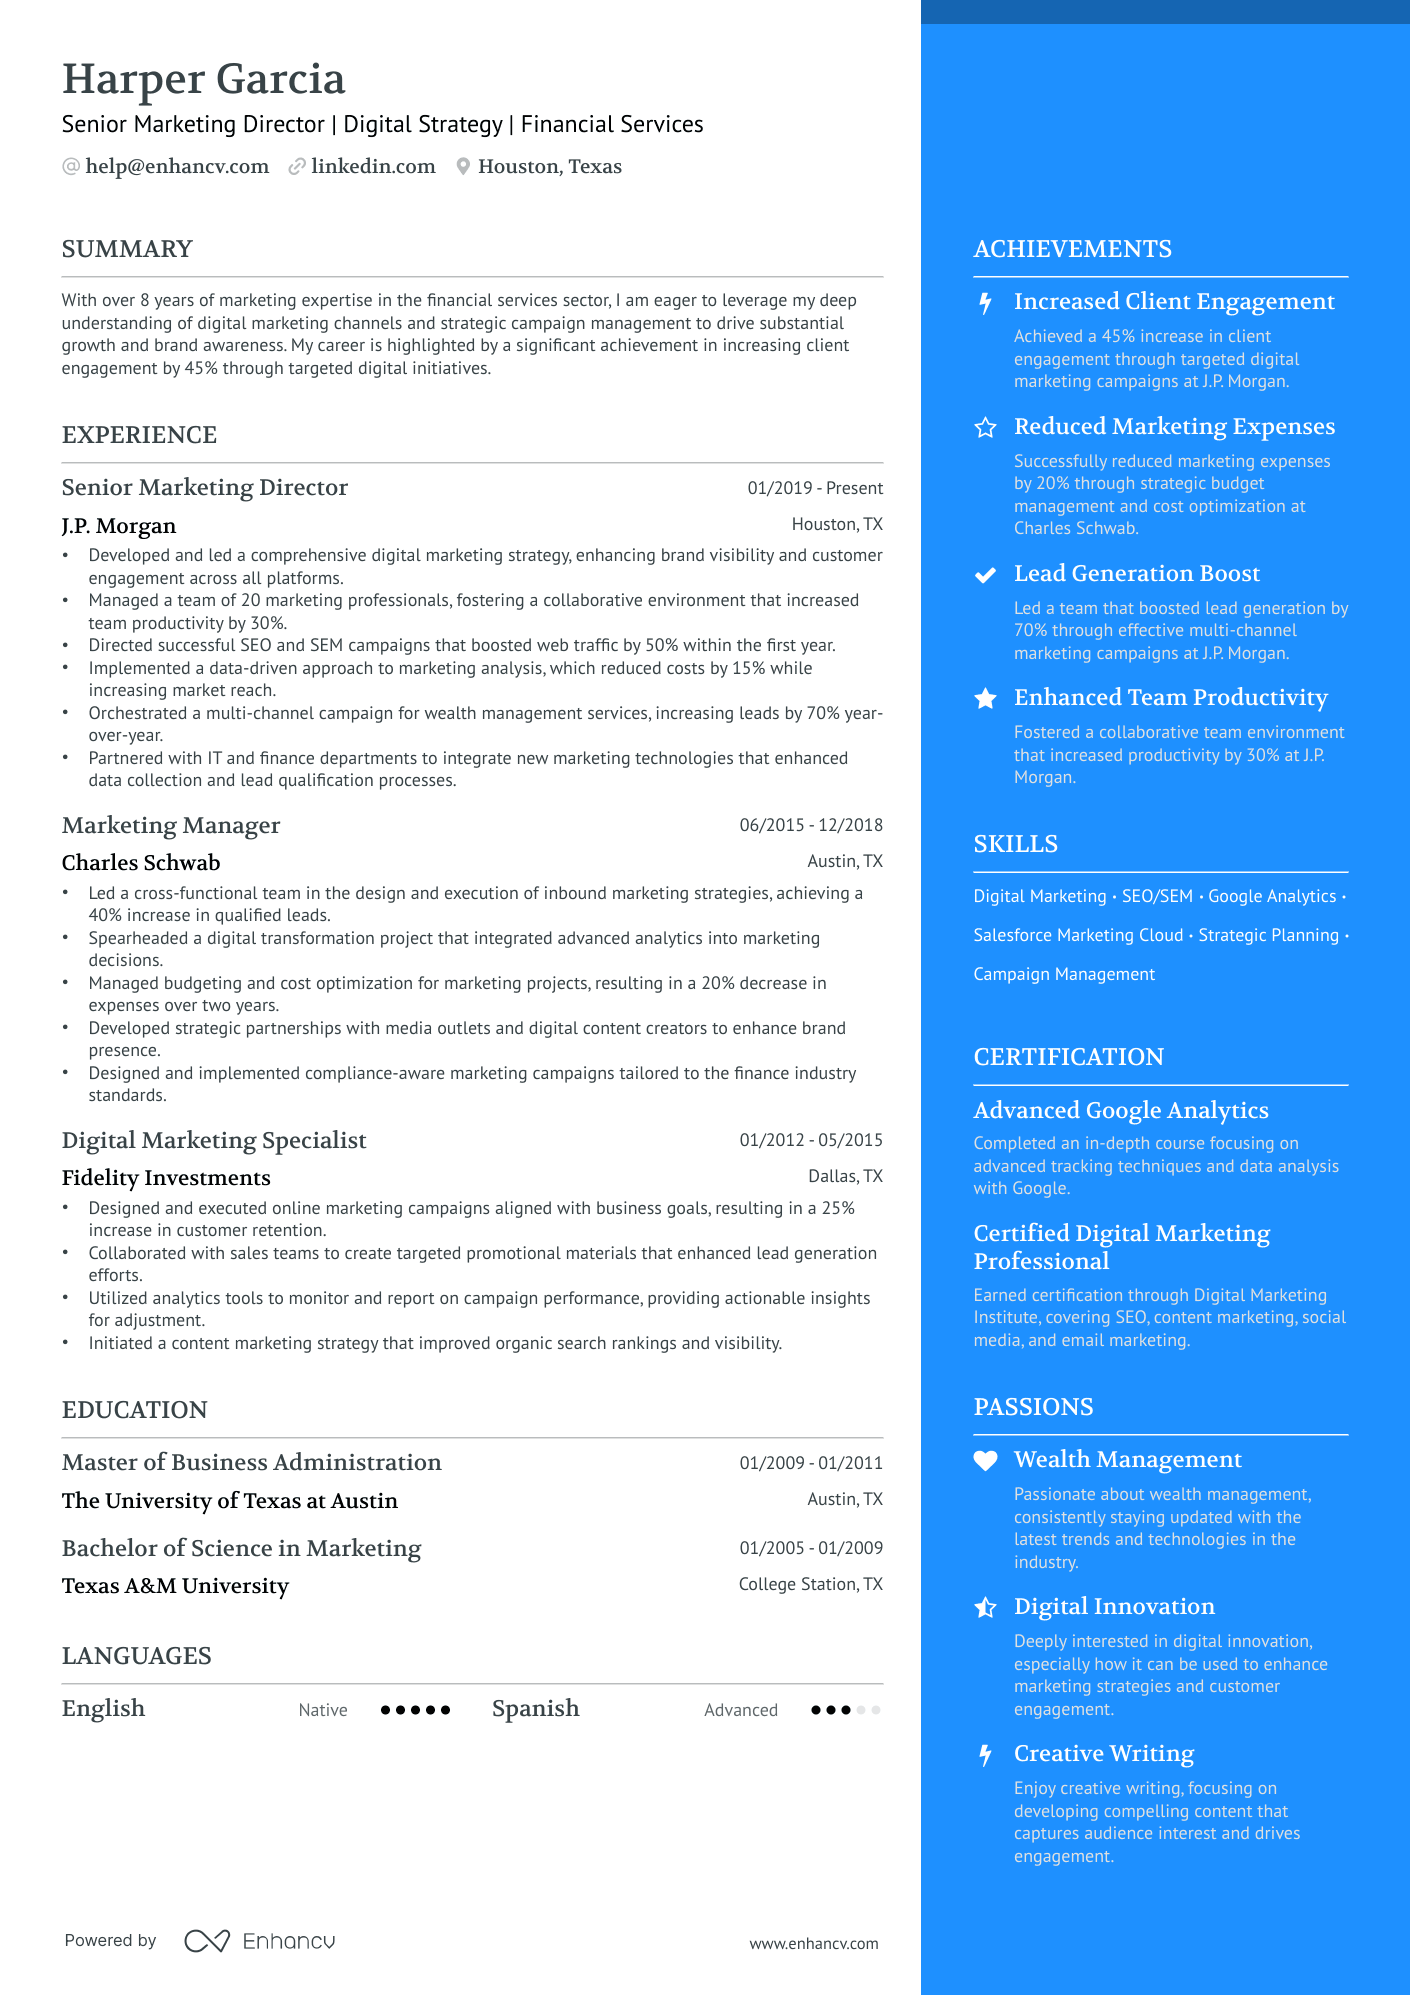 Harper Garcia
Senior Marketing Director | Digital Strategy | Financial Services
help@enhancv.com linkedin.com Houston, Texas
SUMMARY
With over 8 years of marketing expertise in the financial services sector, I am eager to leverage my deep
understanding of digital marketing channels and strategic campaign management to drive substantial
growth and brand awareness. My career is highlighted by a significant achievement in increasing client
engagement by 45% through targeted digital initiatives.
EXPERIENCE
Senior Marketing Director 01/2019 - Present
J.P. Morgan Houston, TX
• Developed and led a comprehensive digital marketing strategy, enhancing brand visibility and customer
engagement across all platforms.
• Managed a team of 20 marketing professionals, fostering a collaborative environment that increased
team productivity by 30%.
• Directed successful SEO and SEM campaigns that boosted web traffic by 50% within the first year.
• Implemented a data-driven approach to marketing analysis, which reduced costs by 15% while
increasing market reach.
• Orchestrated a multi-channel campaign for wealth management services, increasing leads by 70% year-
over-year.
• Partnered with IT and finance departments to integrate new marketing technologies that enhanced
data collection and lead qualification processes.
Marketing Manager 06/2015 - 12/2018
Charles Schwab Austin, TX
• Led a cross-functional team in the design and execution of inbound marketing strategies, achieving a
40% increase in qualified leads.
• Spearheaded a digital transformation project that integrated advanced analytics into marketing
decisions.
• Managed budgeting and cost optimization for marketing projects, resulting in a 20% decrease in
expenses over two years.
• Developed strategic partnerships with media outlets and digital content creators to enhance brand
presence.
• Designed and implemented compliance-aware marketing campaigns tailored to the finance industry
standards.
Digital Marketing Specialist 01/2012 - 05/2015
Fidelity Investments Dallas, TX
• Designed and executed online marketing campaigns aligned with business goals, resulting in a 25%
increase in customer retention.
• Collaborated with sales teams to create targeted promotional materials that enhanced lead generation
efforts.
• Utilized analytics tools to monitor and report on campaign performance, providing actionable insights
for adjustment.
• Initiated a content marketing strategy that improved organic search rankings and visibility.
EDUCATION
Master of Business Administration 01/2009 - 01/2011
The University of Texas at Austin Austin, TX
Bachelor of Science in Marketing 01/2005 - 01/2009
Texas A&M University College Station, TX
LANGUAGES
English Native Spanish Advanced
Powered by Enhancv www.enhancv.com
ACHIEVEMENTS
Increased Client Engagement
Achieved a 45% increase in client
engagement through targeted digital
marketing campaigns at J.P. Morgan.
Reduced Marketing Expenses
Successfully reduced marketing expenses
by 20% through strategic budget
management and cost optimization at
Charles Schwab.
Lead Generation Boost
Led a team that boosted lead generation by
70% through effective multi-channel
marketing campaigns at J.P. Morgan.
Enhanced Team Productivity
Fostered a collaborative team environment
that increased productivity by 30% at J.P.
Morgan.
SKILLS
Digital Marketing · SEO/SEM · Google Analytics ·
Salesforce Marketing Cloud · Strategic Planning ·
Campaign Management
CERTIFICATION
Advanced Google Analytics
Completed an in-depth course focusing on
advanced tracking techniques and data analysis
with Google.
Certified Digital Marketing
Professional
Earned certification through Digital Marketing
Institute, covering SEO, content marketing, social
media, and email marketing.
PASSIONS
Wealth Management
Passionate about wealth management,
consistently staying updated with the
latest trends and technologies in the
industry.
Digital Innovation
Deeply interested in digital innovation,
especially how it can be used to enhance
marketing strategies and customer
engagement.
Creative Writing
Enjoy creative writing, focusing on
developing compelling content that
captures audience interest and drives
engagement.